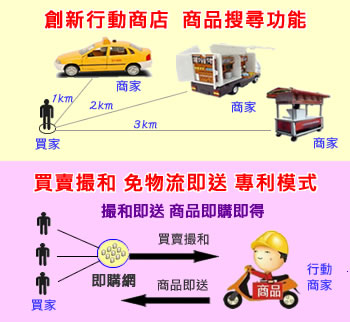 創新行動商店 商品搜尋功能
1km
商家
2km
商家
3km
買家
商家
買賣撮和 免物流即送 專利模式
撮和即送 商品即購即得
買賣撮和
即購網
商品即送
商品
行動
商家
買家